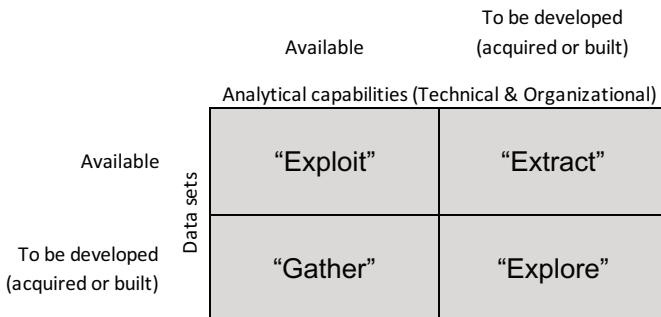 Available
To be developed
(acquired or built)
Analytical capabilities (Technical & Organizational)
Available
Data sets
“Exploit”
“Extract”
To be developed
(acquired or built)
“Gather”
“Explore”